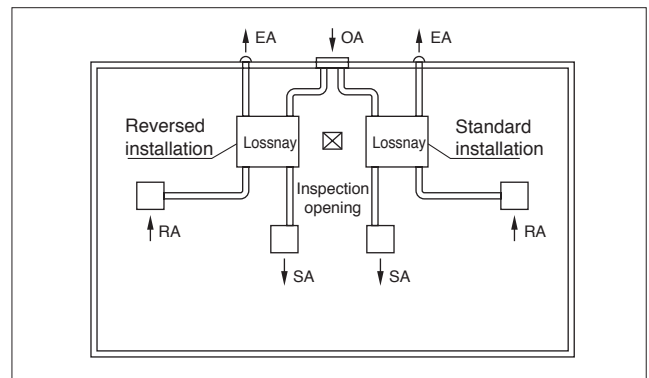 EA
OA
EA
Reversed
installation
Lossnay
Lossnay
Standard
installation
Inspection
opening
RA
RA
SA
SA